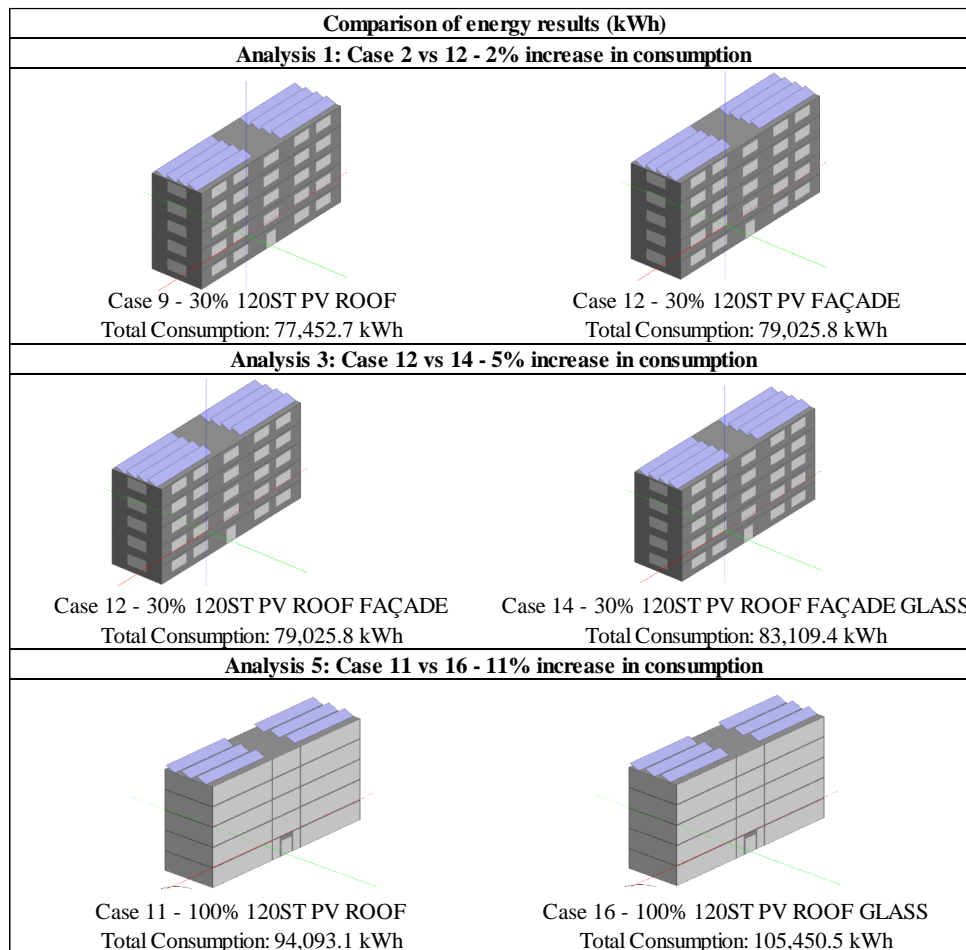 Comparison of energy results (kWh)
Analysis 1: Case 2 vs 12 - 2% increase in consumption
Case 9 - 30% 120ST PV ROOF
Total Consumption: 77,452.7 kWh
Case 12 - 30% 120ST PV FAÇADE
Total Consumption: 79,025.8 kWh
Analysis 3: Case 12 vs 14 - 5% increase in consumption
Case 12 - 30% 120ST PV ROOF FAÇADE
Total Consumption: 79,025.8 kWh
Case 14 - 30% 120ST PV ROOF FAÇADE GLASS
Total Consumption: 83,109.4 kWh
Analysis 5: Case 11 vs 16 - 11% increase in consumption
Case 11 - 100% 120ST PV ROOF
Total Consumption: 94,093.1 kWh
Case 16 - 100% 120ST PV ROOF GLASS
Total Consumption: 105,450.5 kWh